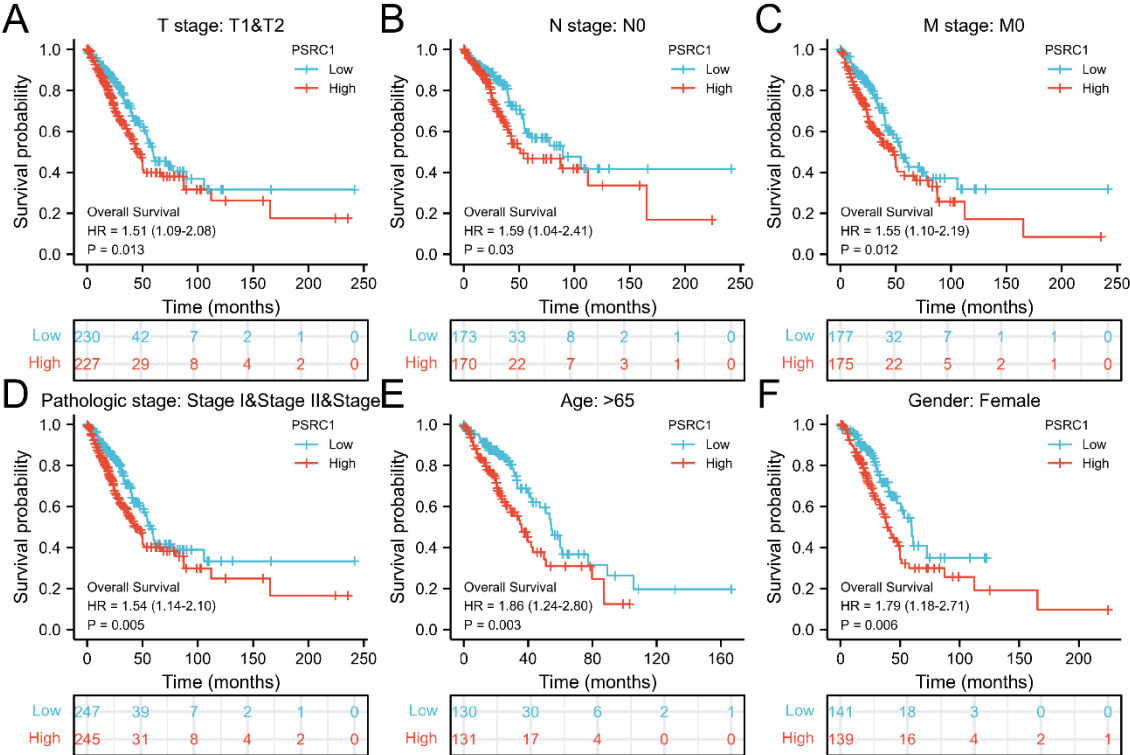 A
T stage: T1&T2
PSRC1
Low
High
Survival probability
1.0
0.8
0.6
0.4
0.2
0.0
Overall Survival
HR = 1.51 (1.09-2.08)
P = 0.013
0 50 100 150 200 250
Time (months)
Low 230 42 7 2 1 0
High 227 29 8 4 2 0
B
N stage: N0
PSRC1
Low
High
Survival probability
1.0
0.8
0.6
0.4
0.2
0.0
Overall Survival
HR = 1.59 (1.04-2.41)
P = 0.03
0 50 100 150 200 250
Time (months)
Low 173 33 8 2 1 0
High 170 22 7 3 1 0
C
M stage: M0
PSRC1
Low
High
Survival probability
1.0
0.8
0.6
0.4
0.2
0.0
Overall Survival
HR = 1.55 (1.10-2.19)
P = 0.012
0 50 100 150 200 250
Time (months)
Low 177 32 7 1 1 0
High 175 22 5 2 1 0
D
Pathologic stage: Stage I&Stage II&Stage
PSRC1
Low
High
Survival probability
1.0
0.8
0.6
0.4
0.2
0.0
Overall Survival
HR = 1.54 (1.14-2.10)
P = 0.005
0 50 100 150 200 250
Time (months)
Low 247 39 7 2 1 0
High 245 31 8 4 2 0
E
Age: >65
PSRC1
Low
High
Survival probability
1.0
0.8
0.6
0.4
0.2
0.0
Overall Survival
HR = 1.86 (1.24-2.80)
P = 0.003
0 40 80 120 160
Time (months)
Low 130 30 6 2 1
High 131 17 4 0 0
F
Gender: Female
PSRC1
Low
High
Survival probability
1.0
0.8
0.6
0.4
0.2
0.0
Overall Survival
HR = 1.79 (1.18-2.71)
P = 0.006
0 50 100 150 200
Time (months)
Low 141 18 3 0 0
High 139 16 4 2 1